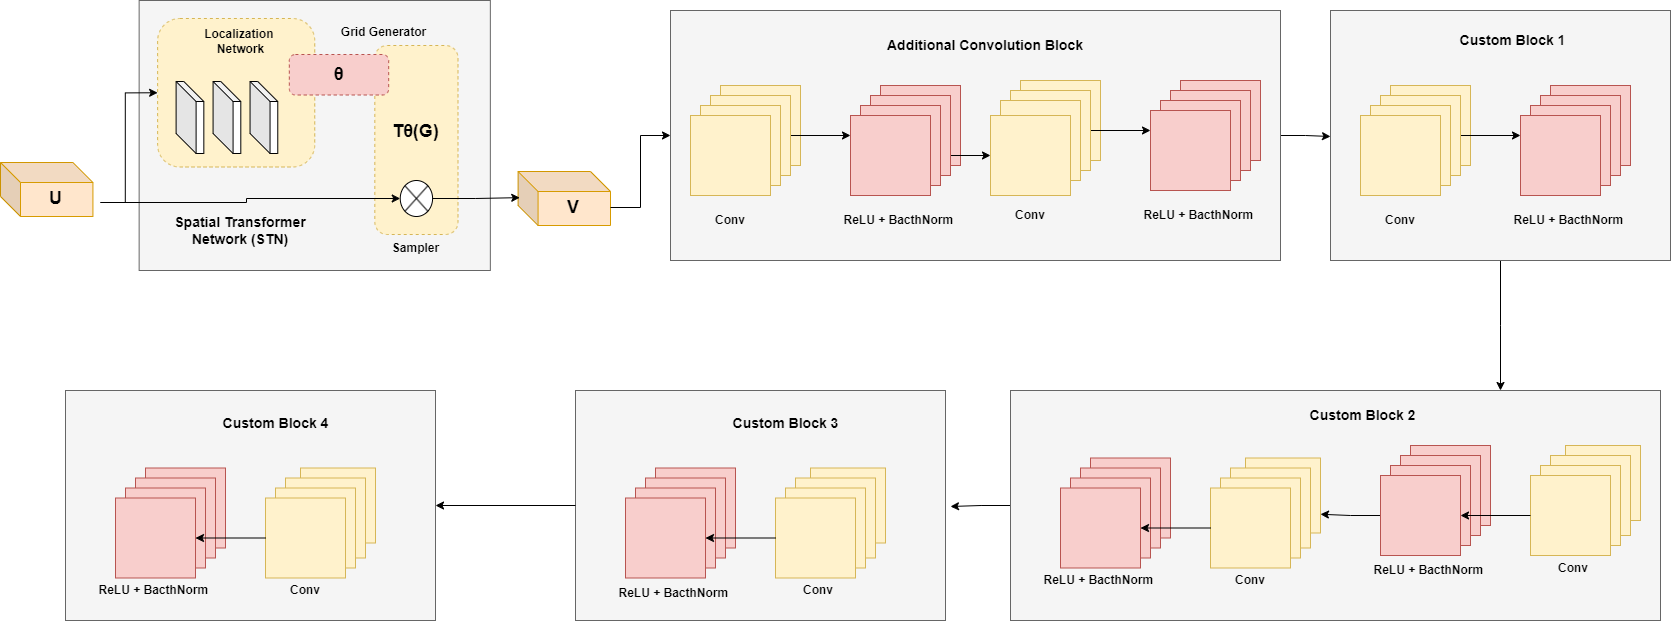 Localization
Network
Grid Generator
θ
Tθ(G)
U
Spatial Transformer
Network (STN)
Sampler
V
Additional Convolution Block
Conv
ReLU + BacthNorm
Conv
ReLU + BacthNorm
Custom Block 1
Conv
ReLU + BacthNorm
Custom Block 2
Conv
ReLU + BacthNorm
Conv
ReLU + BacthNorm
Custom Block 3
Conv
ReLU + BacthNorm
Custom Block 4
Conv
ReLU + BacthNorm